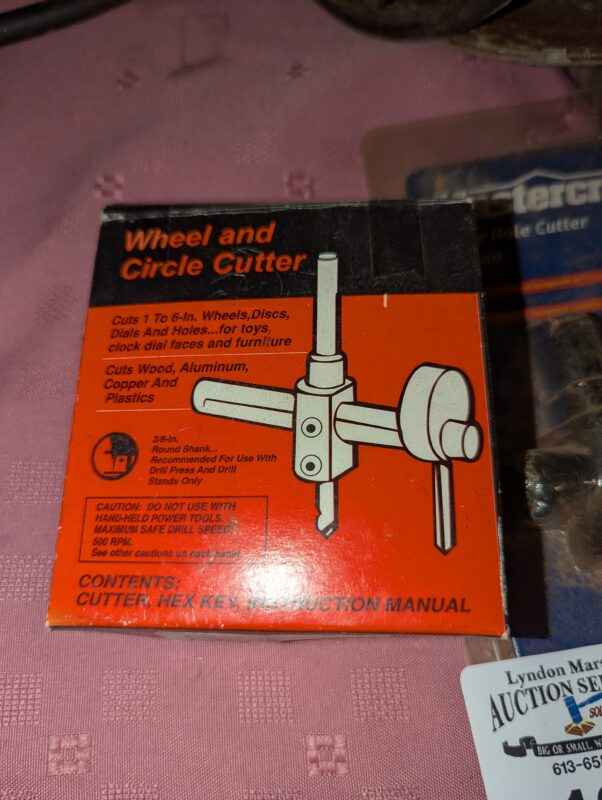 Wheel and
Circle Cutter
Cuts 1 To 6-In. Wheels,Discs,
Dials And Holes...for toys,
clock dial faces and furniture
Cuts Wood, Aluminum,
Copper And
Plastics
3/8-In.
Round Shank...
Recommended For Use With
Drill Press And Drill
Stands Only
CAUTION: DO NOT USE WITH
HAND-HELD POWER TOOLS.
MAXIMUM SAFE DRILL SPEED:
500 RPM.
See other cautions on back panel.
CONTENTS:
CUTTER, HEX KEY, INSTRUCTION MANUAL
Cutter
Lyndon
AUCTION
BIG OR SMALL,